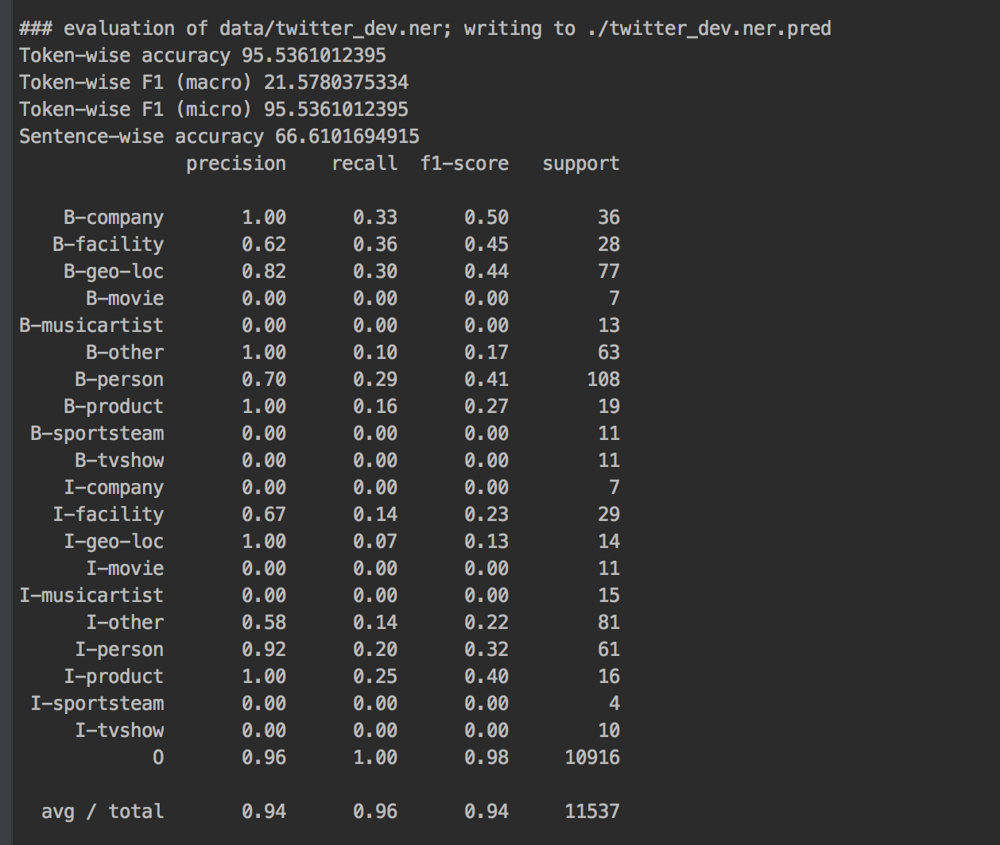 ### evaluation of data/twitter_dev.ner; writing to ./twitter_dev.ner.pred
Token-wise accuracy 95.5361012395
Token-wise F1 (macro) 21.5780375334
Token-wise F1 (micro) 95.5361012395
Sentence-wise accuracy 66.6101694915
precision recall f1-score support
B-company 1.00 0.33 0.50 36
B-facility 0.62 0.36 0.45 28
B-geo-loc 0.82 0.30 0.44 77
B-movie 0.00 0.00 0.00 7
B-musicartist 0.00 0.00 0.00 13
B-other 1.00 0.10 0.17 63
B-person 0.70 0.29 0.41 108
B-product 1.00 0.16 0.27 19
B-sportsteam 0.00 0.00 0.00 11
B-tvshow 0.00 0.00 0.00 11
I-company 0.00 0.00 0.00 7
I-facility 0.67 0.14 0.23 29
I-geo-loc 1.00 0.07 0.13 14
I-movie 0.00 0.00 0.00 11
I-musicartist 0.00 0.00 0.00 15
I-other 0.58 0.14 0.22 81
I-person 0.92 0.20 0.32 61
I-product 1.00 0.25 0.40 16
I-sportsteam 0.00 0.00 0.00 4
I-tvshow 0.00 0.00 0.00 10
O 0.96 1.00 0.98 10916
avg / total 0.94 0.96 0.94 11537